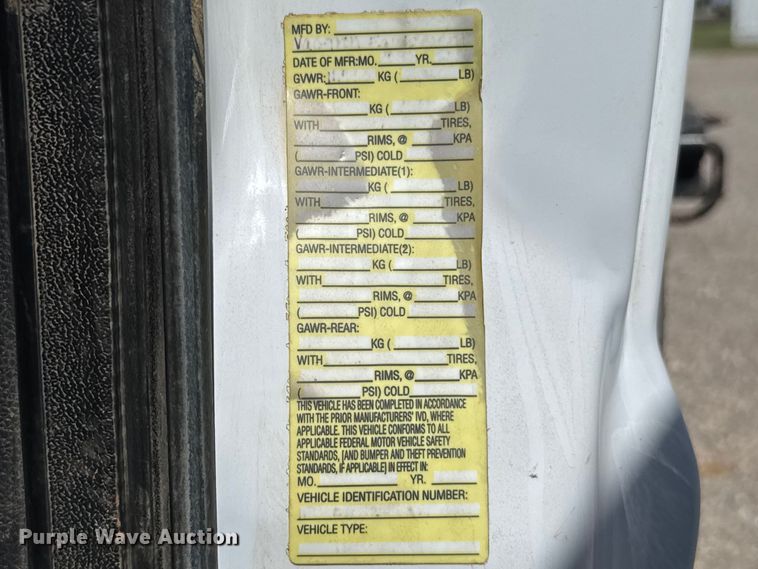 MFD BY:
DATE OF MFR:MO. YR.
GVWR: KG ( LB)
GAWR-FRONT:
KG ( LB)
WITH TIRES,
RIMS, @ KPA
( PSI) COLD
GAWR-INTERMEDIATE(1):
KG ( LB)
WITH TIRES,
RIMS, @ KPA
( PSI) COLD
GAWR-INTERMEDIATE(2):
KG ( LB)
WITH TIRES,
RIMS, @ KPA
( PSI) COLD
GAWR-REAR:
KG ( LB)
WITH TIRES,
RIMS, @ KPA
( PSI) COLD
THIS VEHICLE HAS BEEN COMPLETED IN ACCORDANCE
WITH THE PRIOR MANUFACTURERS' IVD, WHERE
APPLICABLE. THIS VEHICLE CONFORMS TO ALL
APPLICABLE FEDERAL MOTOR VEHICLE SAFETY
STANDARDS, [AND BUMPER AND THEFT PREVENTION
STANDARDS, IF APPLICABLE] IN EFFECT IN:
MO. YR.
VEHICLE IDENTIFICATION NUMBER:
VEHICLE TYPE:
Purple Wave Auction®